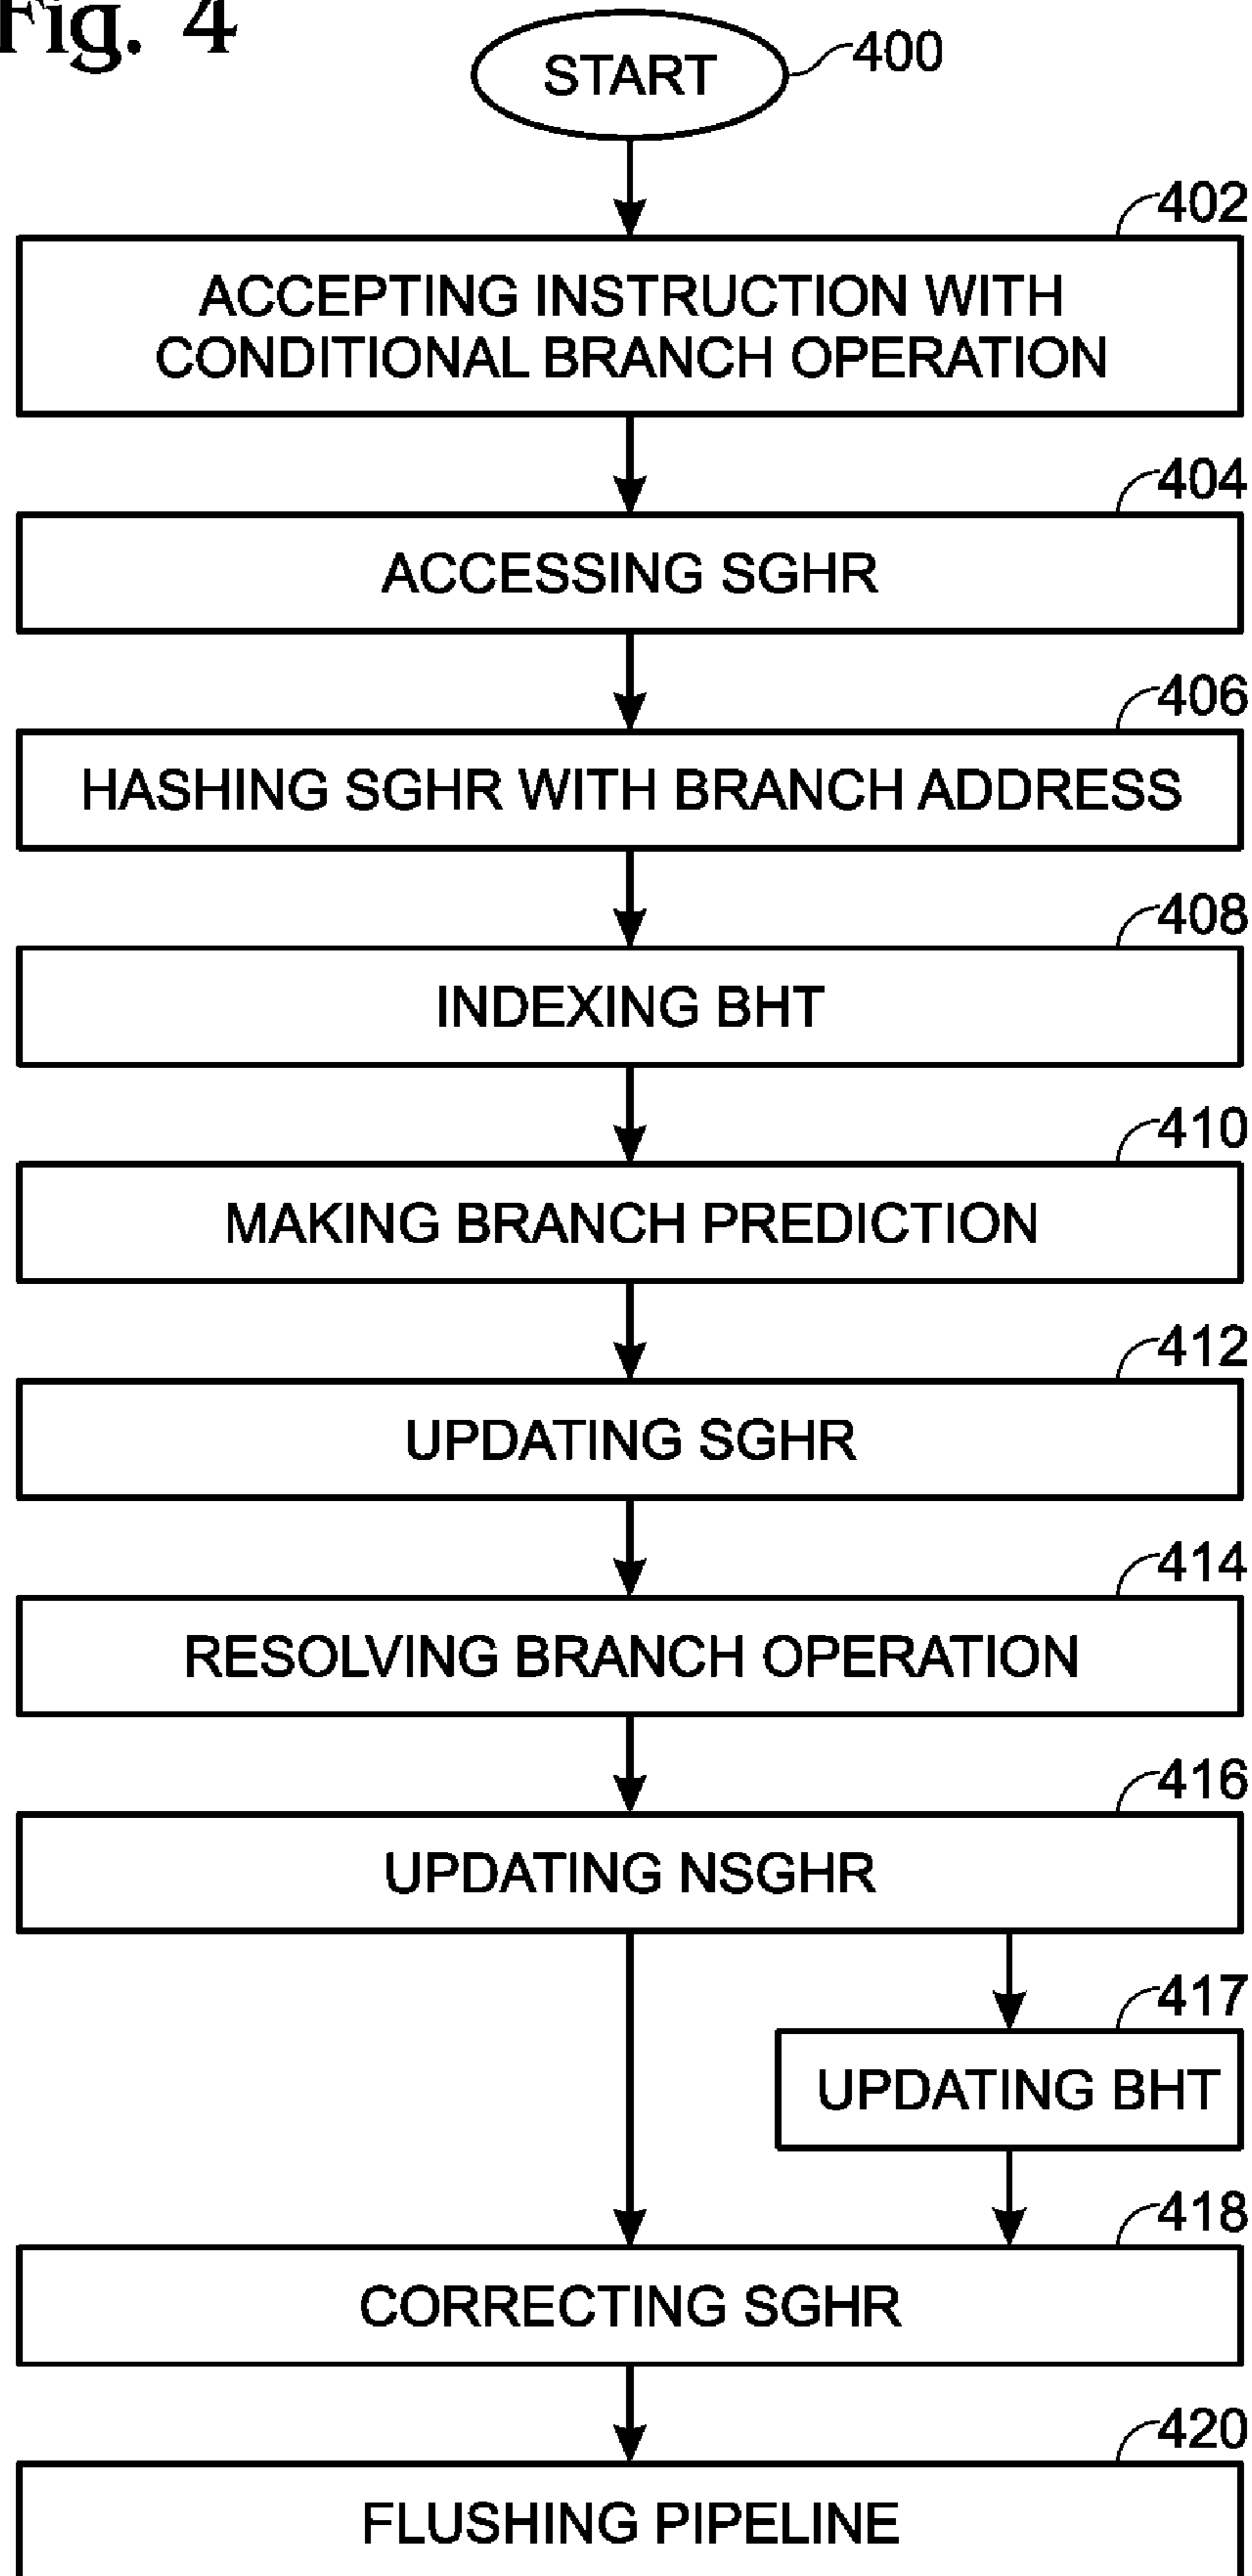 Fig. 4
START
400
402
ACCEPTING INSTRUCTION WITH
CONDITIONAL BRANCH OPERATION
404
ACCESSING SGHR
406
HASHING SGHR WITH BRANCH ADDRESS
408
INDEXING BHT
410
MAKING BRANCH PREDICTION
412
UPDATING SGHR
414
RESOLVING BRANCH OPERATION
416
UPDATING NSGHR
417
UPDATING BHT
418
CORRECTING SGHR
420
FLUSHING PIPELINE